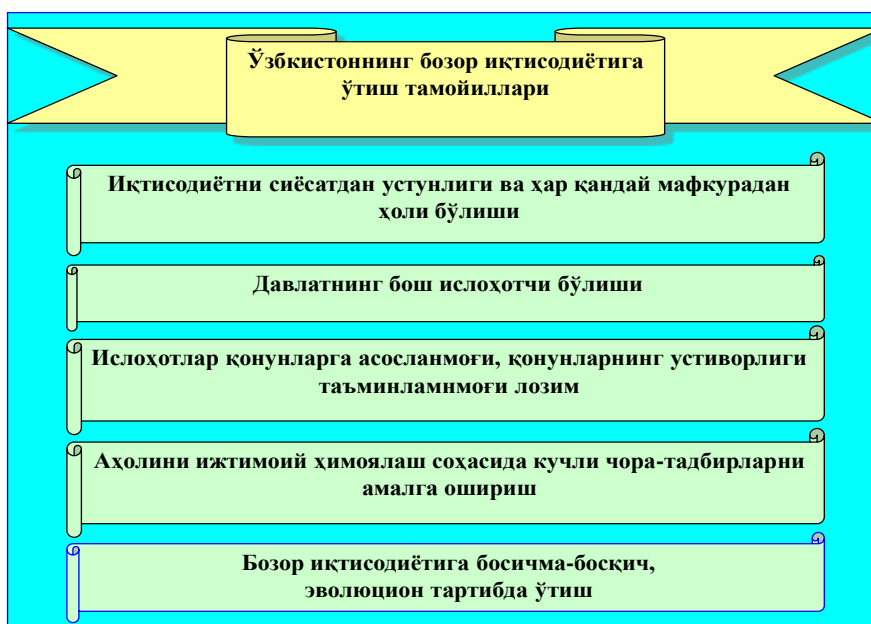 Ўзбкистоннинг бозор иқтисодиётига
ўтиш тамойиллари
Иқтисодиётни сиёсатдан устунлиги ва ҳар қандай мафкурадан
ҳоли бўлиши
Давлатнинг бош ислоҳотчи бўлиши
Ислоҳотлар қонунларга асосланмоғи, қонунларнинг устиворлиги
таъминламнмоғи лозим
Аҳолини ижтимоий ҳимоялаш соҳасида кучли чора-тадбирларни
амалга ошириш
Бозор иқтисодиётига босичма-босқич,
эволюцион тартибда ўтиш